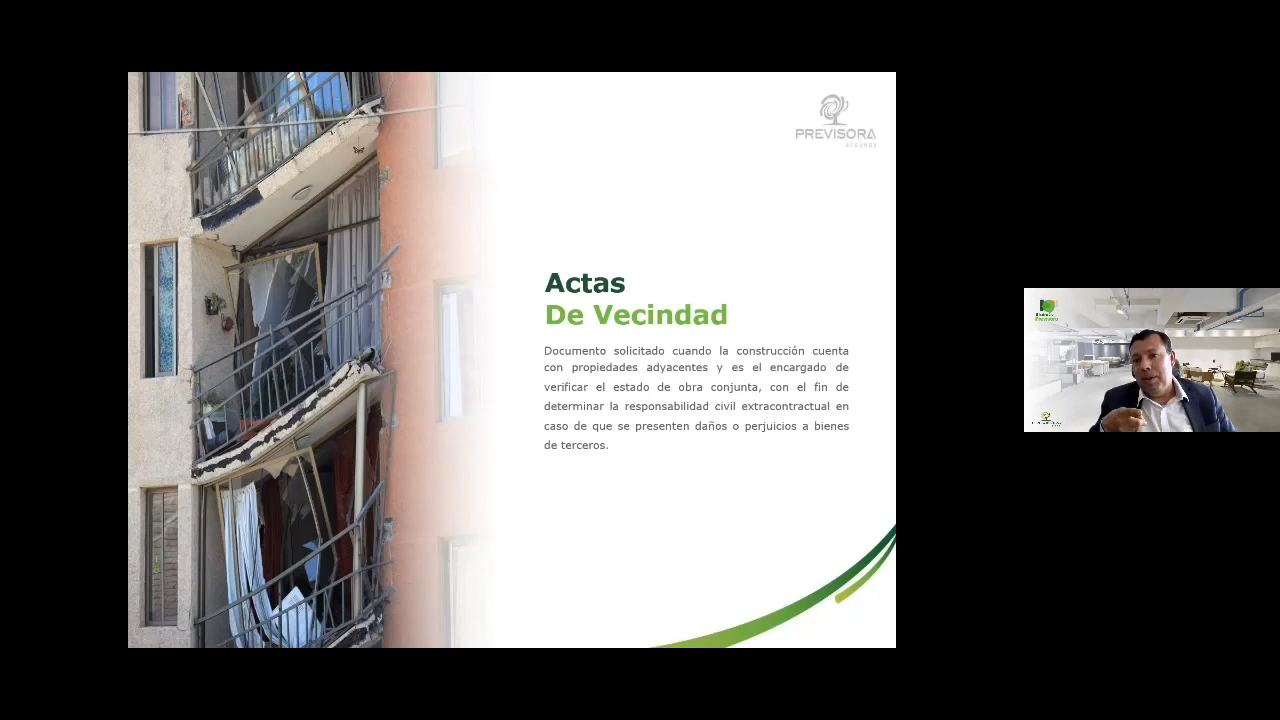 PREVISORA
SEGUROS
Actas
De Vecindad
Documento solicitado cuando la construcción cuenta
con propiedades adyacentes y es el encargado de
verificar el estado de obra conjunta, con el fin de
determinar la responsabilidad civil extracontractual en
caso de que se presenten daños o perjuicios a bienes
de terceros.